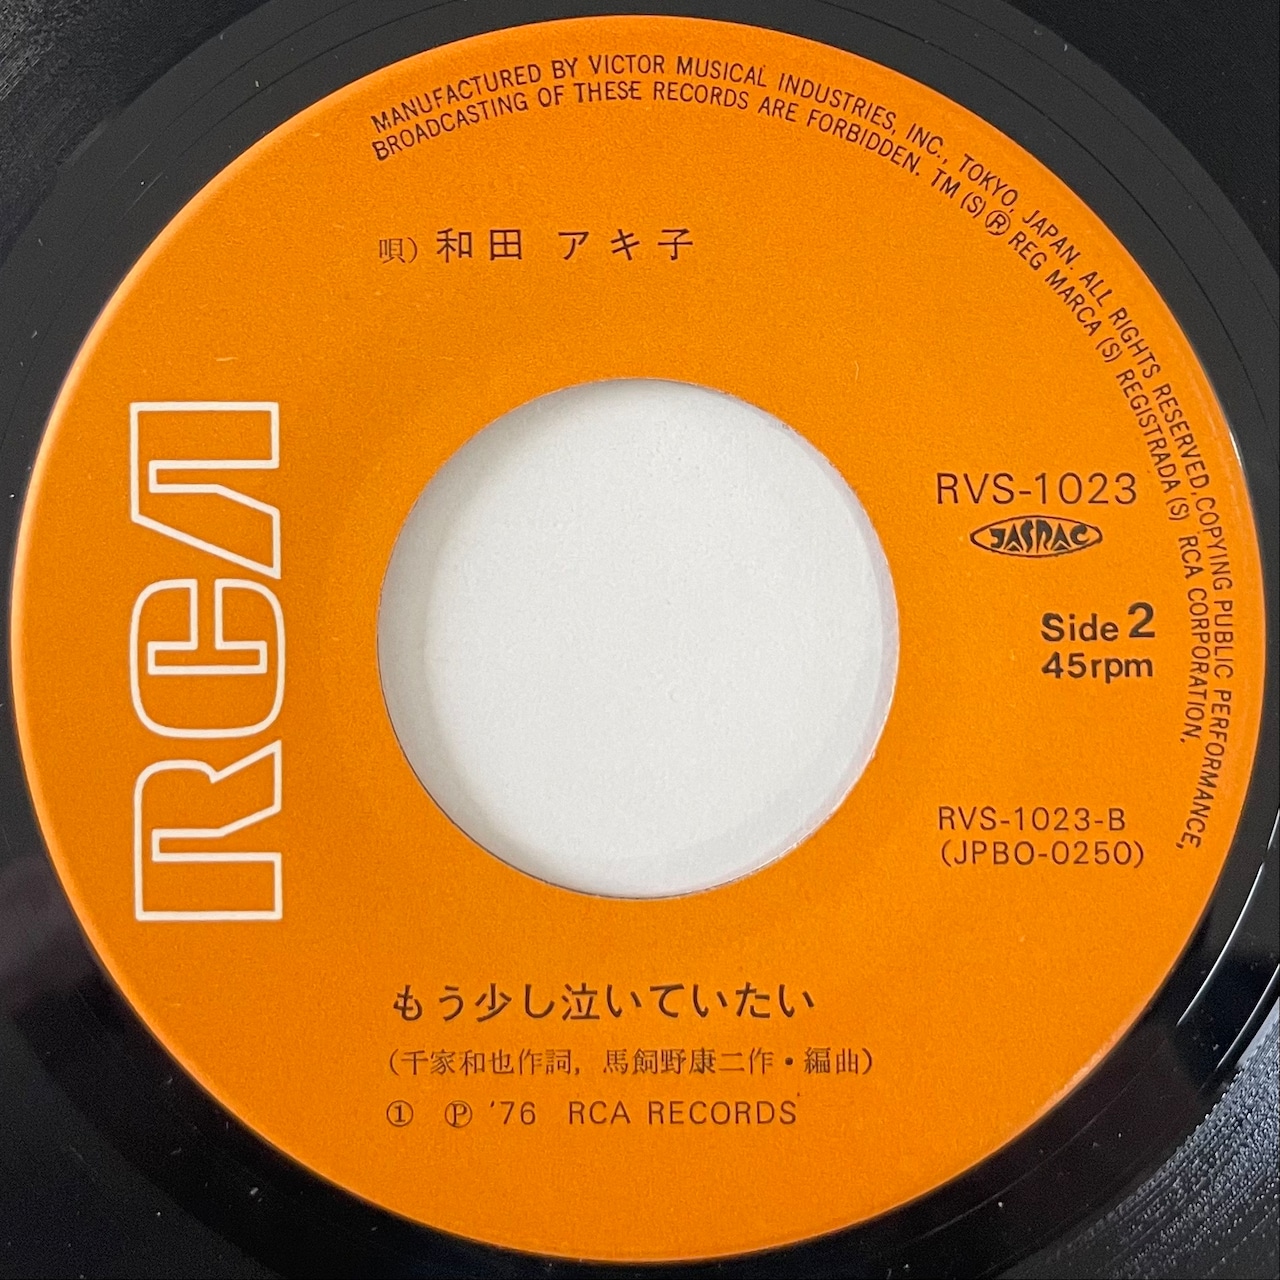 MANUFACTURED BY VICTOR MUSICAL INDUSTRIES, INC., TOKYO, JAPAN. ALL RIGHTS RESERVED, COPYING PUBLIC PERFORMANCE,
BROADCASTING OF THESE RECORDS ARE FORBIDDEN. TM (S) Ⓡ REG MARCA (S) REGISTRADA (S) RCA CORPORATION,
唄) 和田 アキ子
RCA
RVS-1023
JASRAC
Side 2
45rpm
RVS-1023-B
(JPBO-0250)
もう少し泣いていたい
(千家和也作詞, 馬飼野康二作・編曲)
① Ⓟ '76 RCA RECORDS